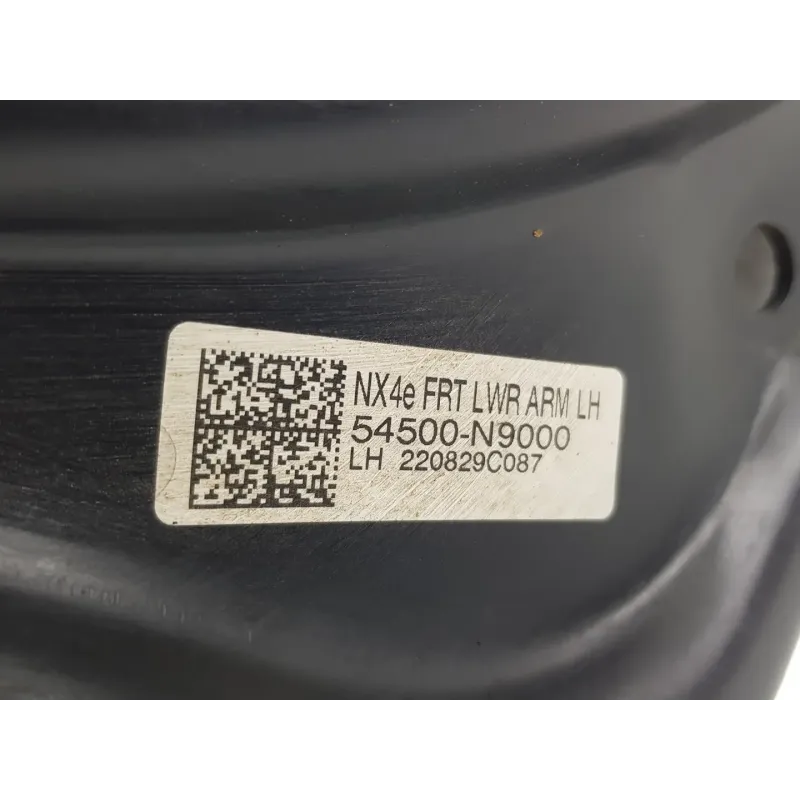 NX4e FRT LWR ARM LH
54500-N9000
LH 220829C087